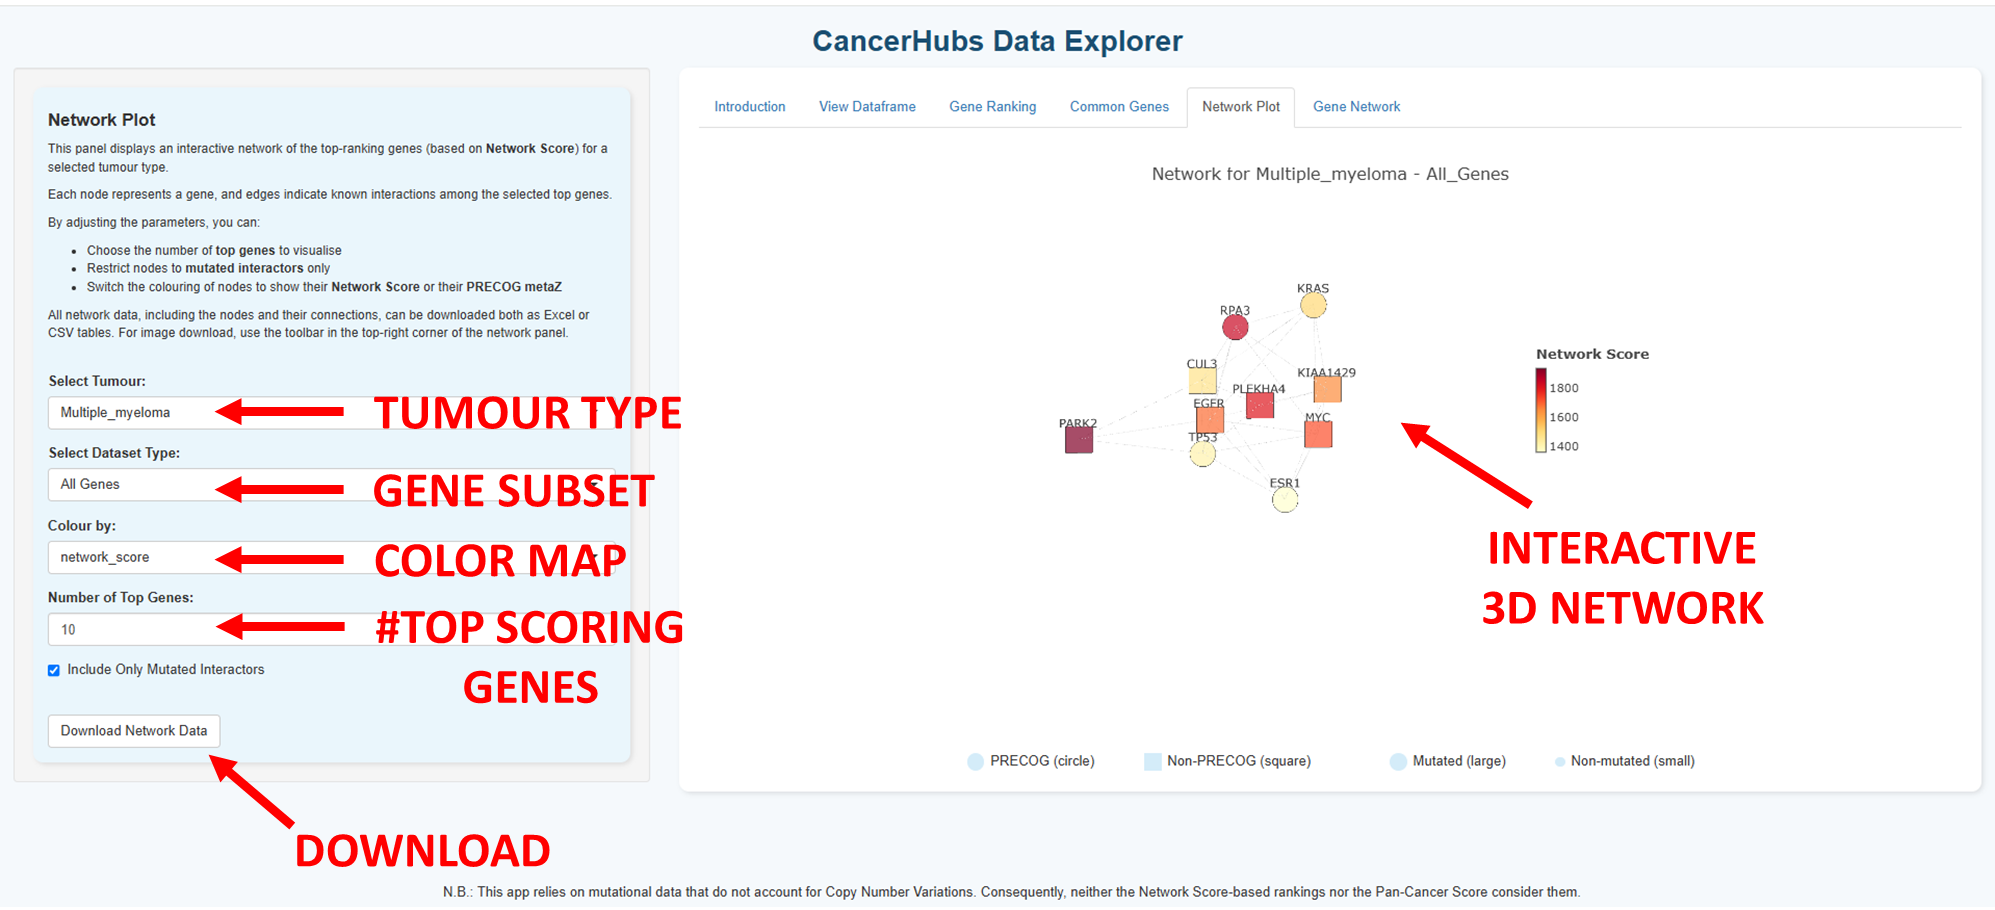 CancerHubs Data Explorer
Network Plot
This panel displays an interactive network of the top-ranking genes (based on Network Score) for a
selected tumour type.
Each node represents a gene, and edges indicate known interactions among the selected top genes.
By adjusting the parameters, you can:
• Choose the number of top genes to visualise
• Restrict nodes to mutated interactors only
• Switch the colouring of nodes to show their Network Score or their PRECOG metaZ
All network data, including the nodes and their connections, can be downloaded both as Excel or
CSV tables. For image download, use the toolbar in the top-right corner of the network panel.
Select Tumour:
Multiple_myeloma
TUMOUR TYPE
Select Dataset Type:
All Genes
GENE SUBSET
Colour by:
network_score
COLOR MAP
Number of Top Genes:
10
#TOP SCORING
GENES
Include Only Mutated Interactors
Download Network Data
DOWNLOAD
Introduction
View Dataframe
Gene Ranking
Common Genes
Network Plot
Gene Network
Network for Multiple_myeloma - All_Genes
KRAS
RPA3
CUL3
KIAA1429
PLEKHA4
EGFR
MYC
PARK2
TP53
ESR1
Network Score
1800
1600
1400
INTERACTIVE
3D NETWORK
PRECOG (circle)
Non-PRECOG (square)
Mutated (large)
Non-mutated (small)
N.B.: This app relies on mutational data that do not account for Copy Number Variations. Consequently, neither the Network Score-based rankings nor the Pan-Cancer Score consider them.